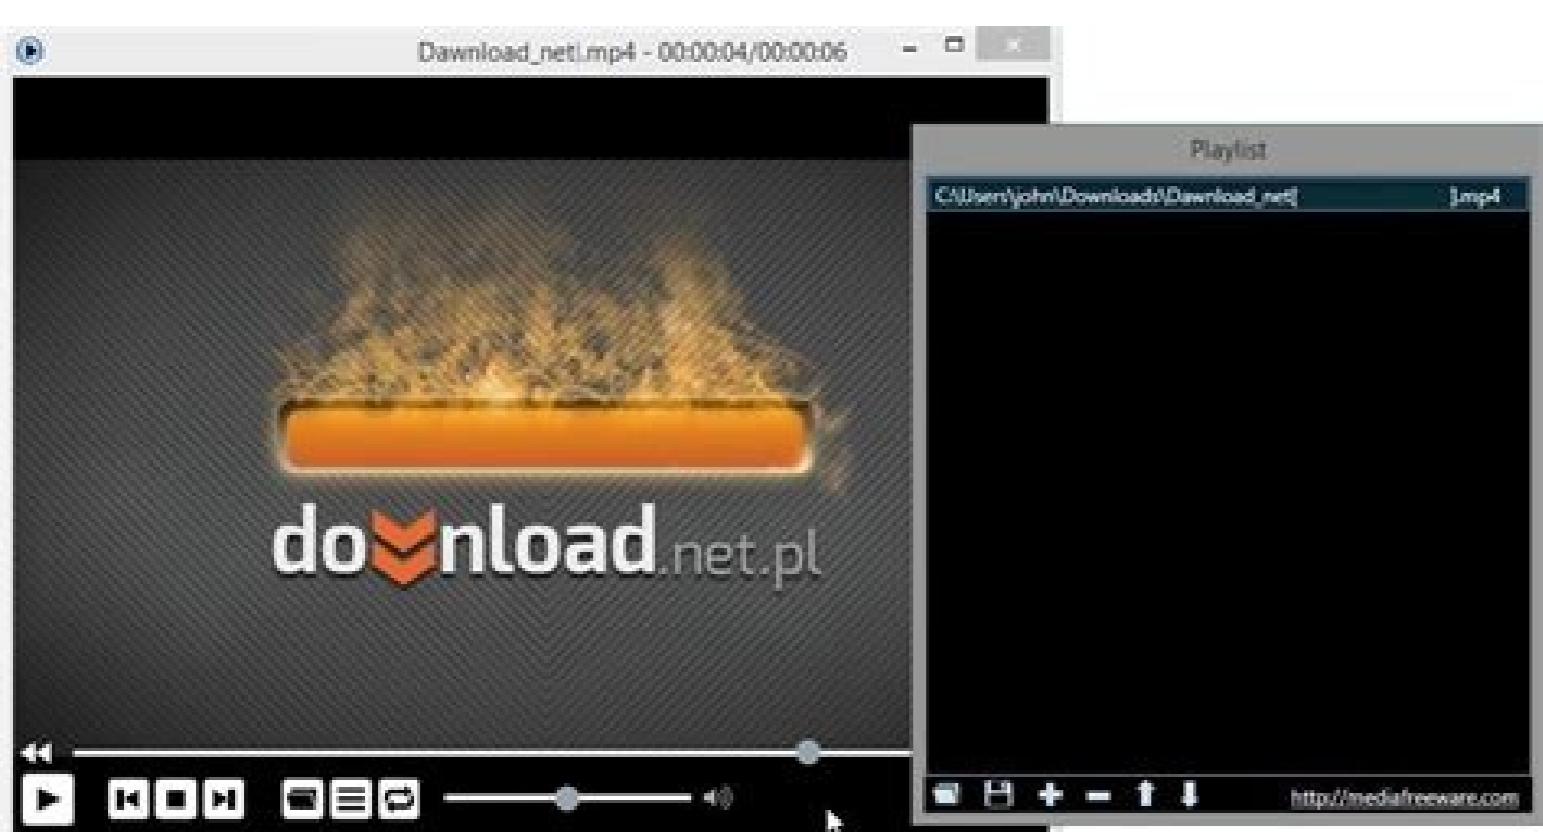 Dawnload_net[.mp4 - 00:00:04/00:00:06
Playlist
C:\Users\john\Downloads\Dawnload_net[ ].mp4
download.net.pl
http://mediafreeware.com